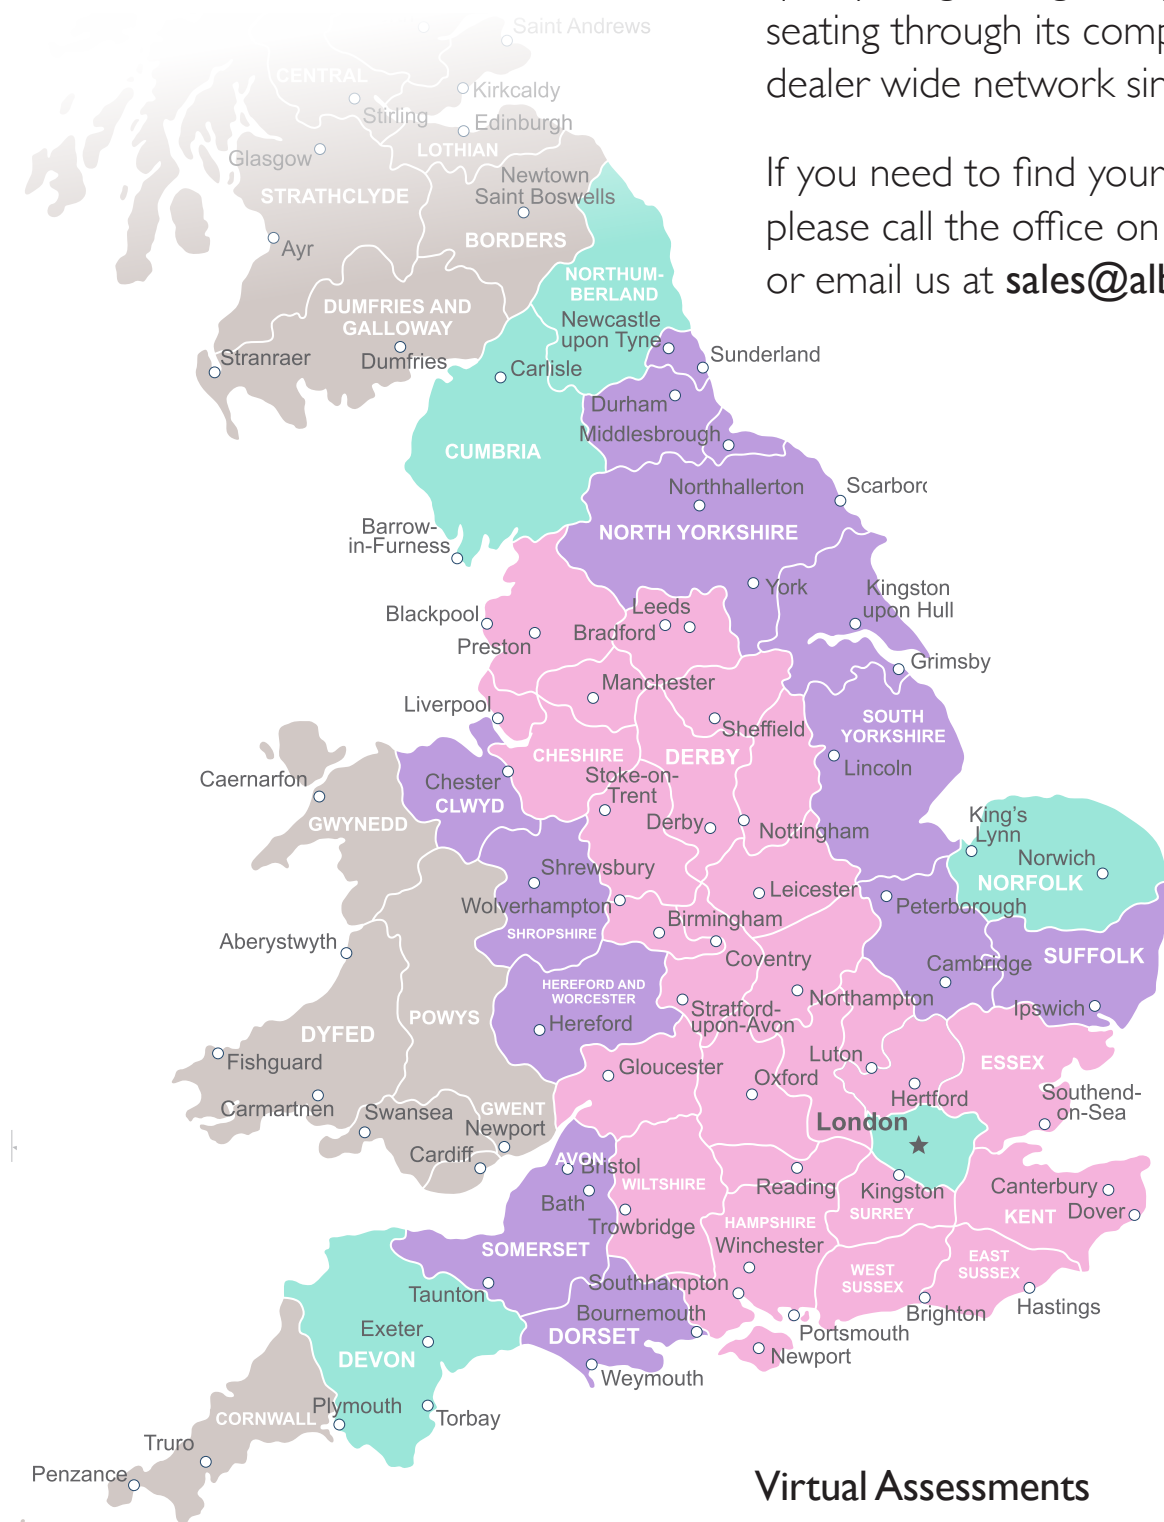 seating through its comp
dealer wide network sin
If you need to find your
please call the office on
or email us at sales@alb
Saint Andrews
CENTRAL
Kirkcaldy
Stirling
Edinburgh
LOTHIAN
Glasgow
STRATHCLYDE
Newtown
Saint Boswells
BORDERS
Ayr
NORTHUM-
BERLAND
DUMFRIES AND
GALLOWAY
Newcastle
upon Tyne
Stranraer
Dumfries
Sunderland
Carlisle
Durham
Middlesbrough
CUMBRIA
Northhallerton
Scarborc
Barrow-
in-Furness
NORTH YORKSHIRE
York
Kingston
upon Hull
Blackpool
Leeds
Bradford
Preston
Grimsby
Manchester
Liverpool
Sheffield
SOUTH
YORKSHIRE
CHESHIRE
DERBY
Lincoln
Caernarfon
Chester
CLWYD
Stoke-on-
Trent
GWYNEDD
Derby
Nottingham
King's
Lynn
Norwich
NORFOLK
Shrewsbury
Leicester
Wolverhampton
Peterborough
Birmingham
SHROPSHIRE
Aberystwyth
Coventry
Cambridge
SUFFOLK
HEREFORD AND
WORCESTER
Northampton
Stratford-
upon-Avon
Ipswich
POWYS
Hereford
DYFED
Fishguard
Luton
ESSEX
Gloucester
Oxford
Hertford
Southend-
on-Sea
Carmartnen
Swansea
GWENT
Newport
London
Cardiff
AVON
Bristol
WILTSHIRE
Reading
Kingston
Canterbury
Bath
Trowbridge
HAMPSHIRE
SURREY
KENT
Dover
SOMERSET
Winchester
WEST
SUSSEX
EAST
SUSSEX
Taunton
Southhampton
Bournemouth
Brighton
Hastings
Exeter
DORSET
Portsmouth
DEVON
Newport
Weymouth
Plymouth
Torbay
CORNWALL
Truro
Penzance
Virtual Assessments